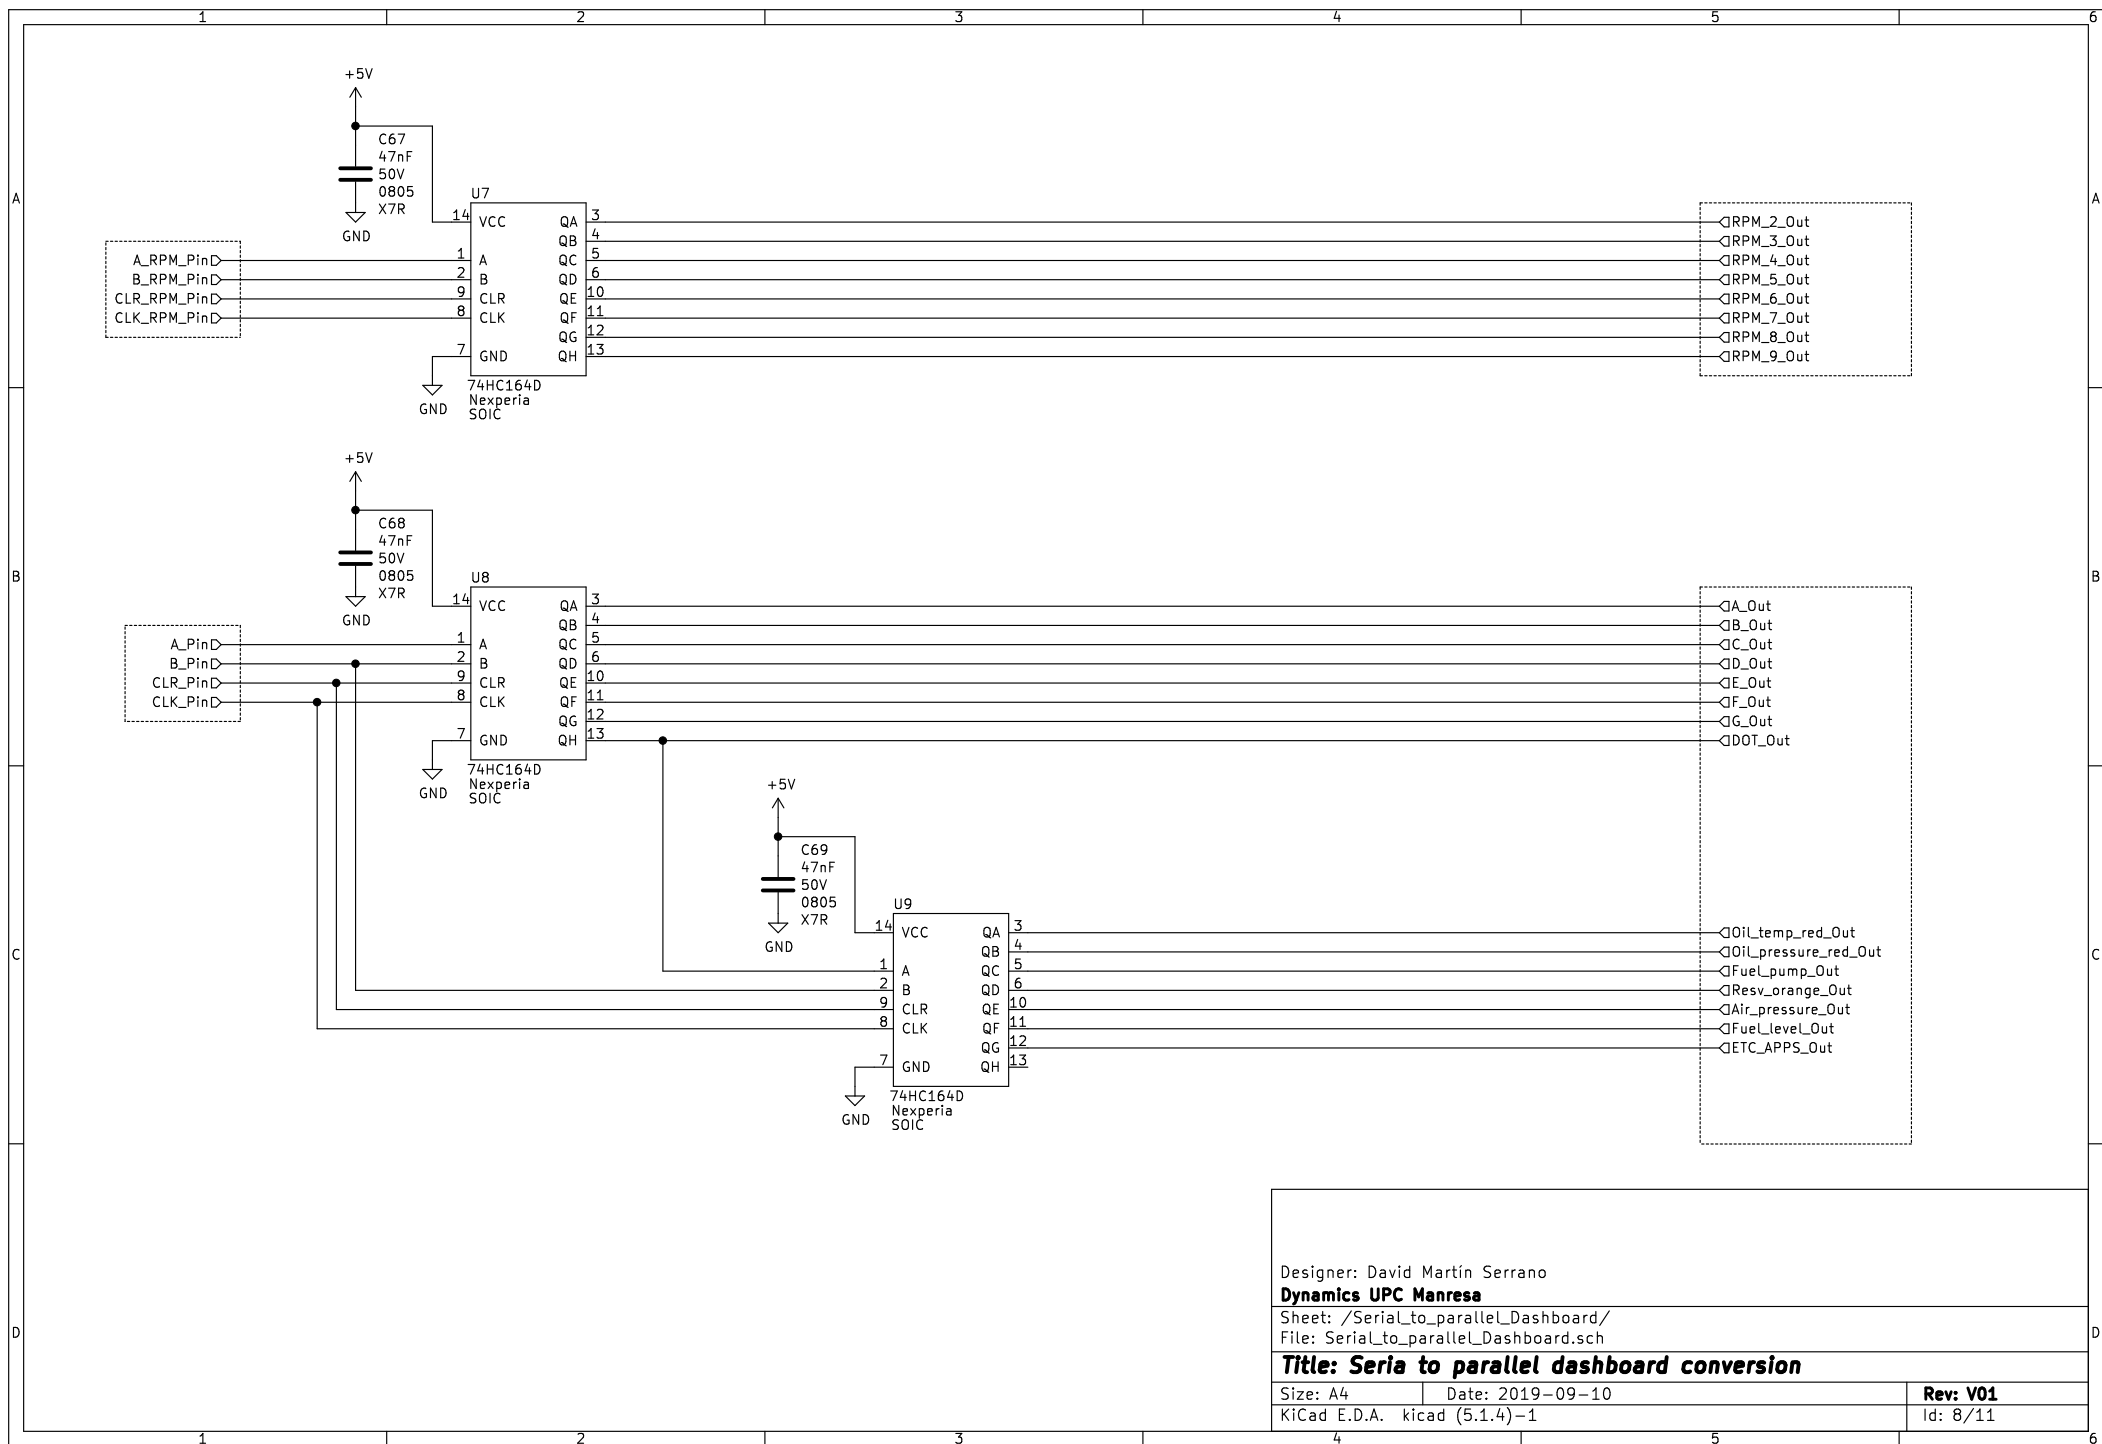 1 2 3 4 5 6
+5V
C67
47nF
50V
0805
X7R
GND
U7
A
A
14 VCC QA 3
QB 4
1 A QC 5
2 B QD 6
9 CLR QE 10
8 CLK QF 11
QG 12
7 GND QH 13
74HC164D
Nexperia
SOIC
GND
A_RPM_Pin
B_RPM_Pin
CLR_RPM_Pin
CLK_RPM_Pin
RPM_2_Out
RPM_3_Out
RPM_4_Out
RPM_5_Out
RPM_6_Out
RPM_7_Out
RPM_8_Out
RPM_9_Out
+5V
C68
47nF
50V
0805
X7R
GND
B
B
U8
14 VCC QA 3
QB 4
1 A QC 5
2 B QD 6
9 CLR QE 10
8 CLK QF 11
QG 12
7 GND QH 13
74HC164D
Nexperia
SOIC
GND
A_Pin
B_Pin
CLR_Pin
CLK_Pin
A_Out
B_Out
C_Out
D_Out
E_Out
F_Out
G_Out
DOT_Out
+5V
C69
47nF
50V
0805
X7R
GND
C
C
U9
14 VCC QA 3
QB 4
1 A QC 5
2 B QD 6
9 CLR QE 10
8 CLK QF 11
QG 12
7 GND QH 13
74HC164D
Nexperia
SOIC
GND
Oil_temp_red_Out
Oil_pressure_red_Out
Fuel_pump_Out
Resv_orange_Out
Air_pressure_Out
Fuel_level_Out
ETC_APPS_Out
D
D
Designer: David Martín Serrano
Dynamics UPC Manresa
Sheet: /Serial_to_parallel_Dashboard/
File: Serial_to_parallel_Dashboard.sch
Title: Seria to parallel dashboard conversion
Size: A4 Date: 2019-09-10 Rev: V01
KiCad E.D.A. kicad (5.1.4)-1 Id: 8/11
1 2 3 4 5 6